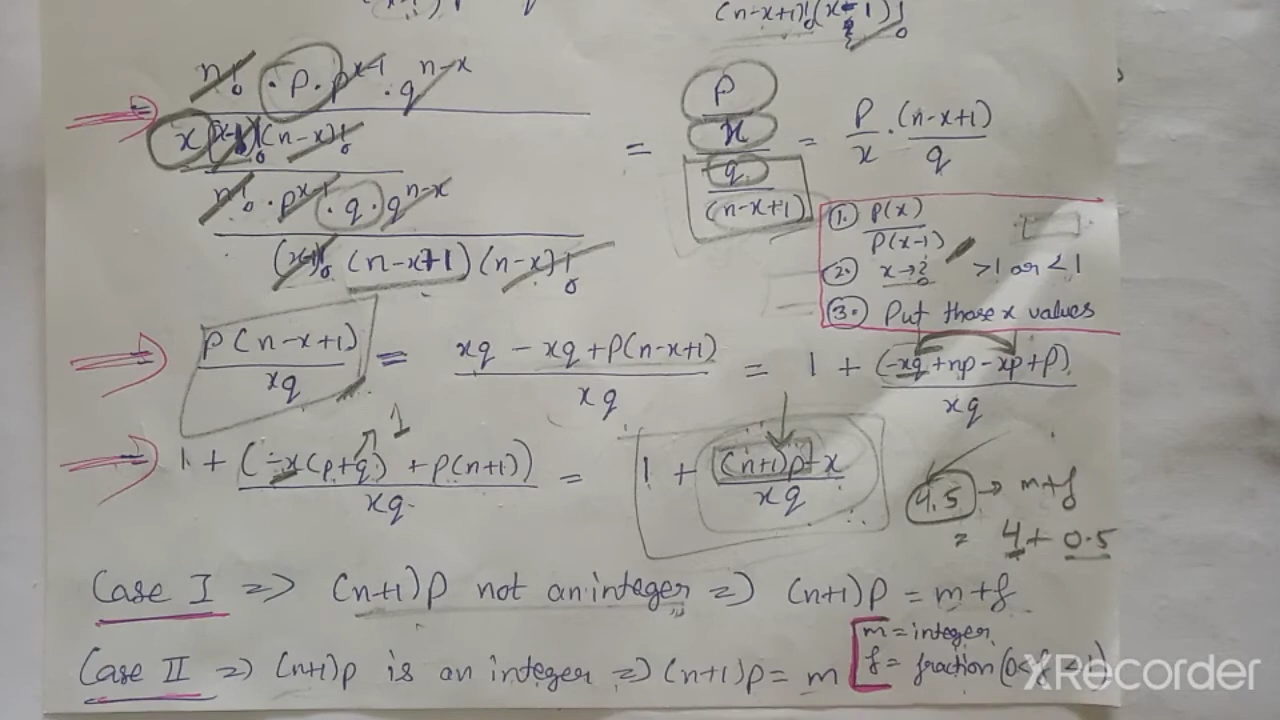 (n-x+1)! (x-1)!
n! · p · p^{x-1} · q^{n-x}
x (x-1)! (n-x)!
n! · p^{x-1} · q · q^{n-x}
(x-1)! (n-x+1) (n-x)!
= p/x / q/(n-x+1) = p/x · (n-x+1)/q
① P(x)/P(x-1)
② x→? >1 or <1
③ Put those x values
⇒ p(n-x+1)/xq = xq - xq + p(n-x+1)/xq = 1 + (-xq + np - xp + p)/xq
⇒ 1 + (-x(p+q) + p(n+1))/xq = 1 + (n+1)p - x/xq
1
4.5 → m+f
= 4 + 0.5
Case I => (n+1)p not an integer => (n+1)p = m+f
Case II => (n+1)p is an integer => (n+1)p = m
m = integer
f = fraction (0<f<1)
XRecorder